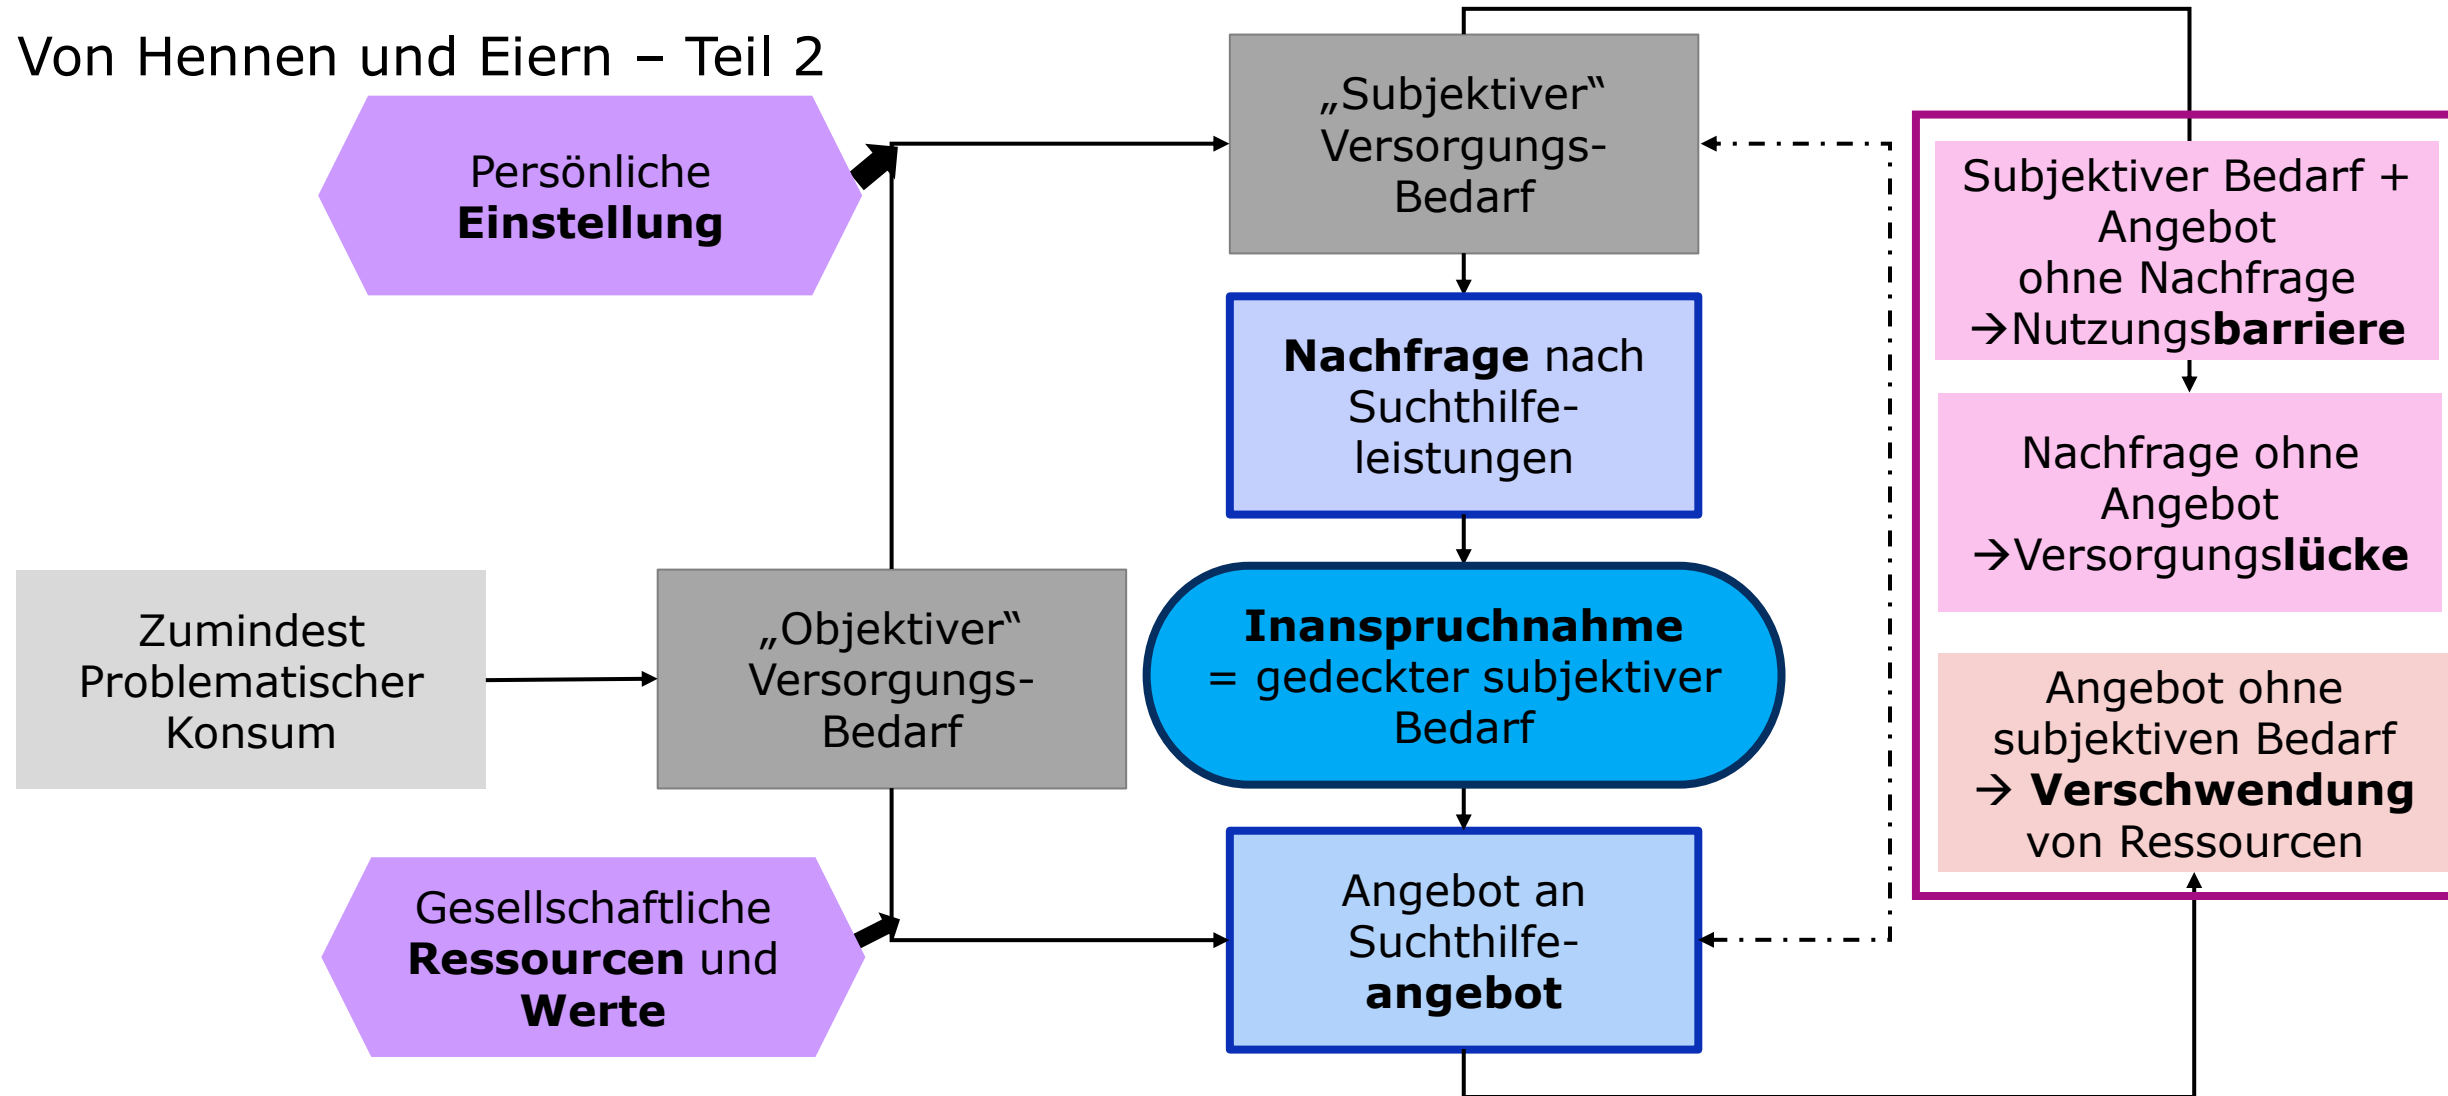 Von Hennen und Eiern – Teil 2
Persönliche
Einstellung
„Subjektiver“
Versorgungs-
Bedarf
Nachfrage nach
Suchthilfe-
leistungen
Zumindest
Problematischer
Konsum
„Objektiver“
Versorgungs-
Bedarf
Inanspruchnahme
= gedeckter subjektiver
Bedarf
Gesellschaftliche
Ressourcen und
Werte
Angebot an
Suchthilfe-
angebot
Subjektiver Bedarf +
Angebot
ohne Nachfrage
→Nutzungsbarriere
Nachfrage ohne
Angebot
→Versorgungslücke
Angebot ohne
subjektiven Bedarf
→ Verschwendung
von Ressourcen